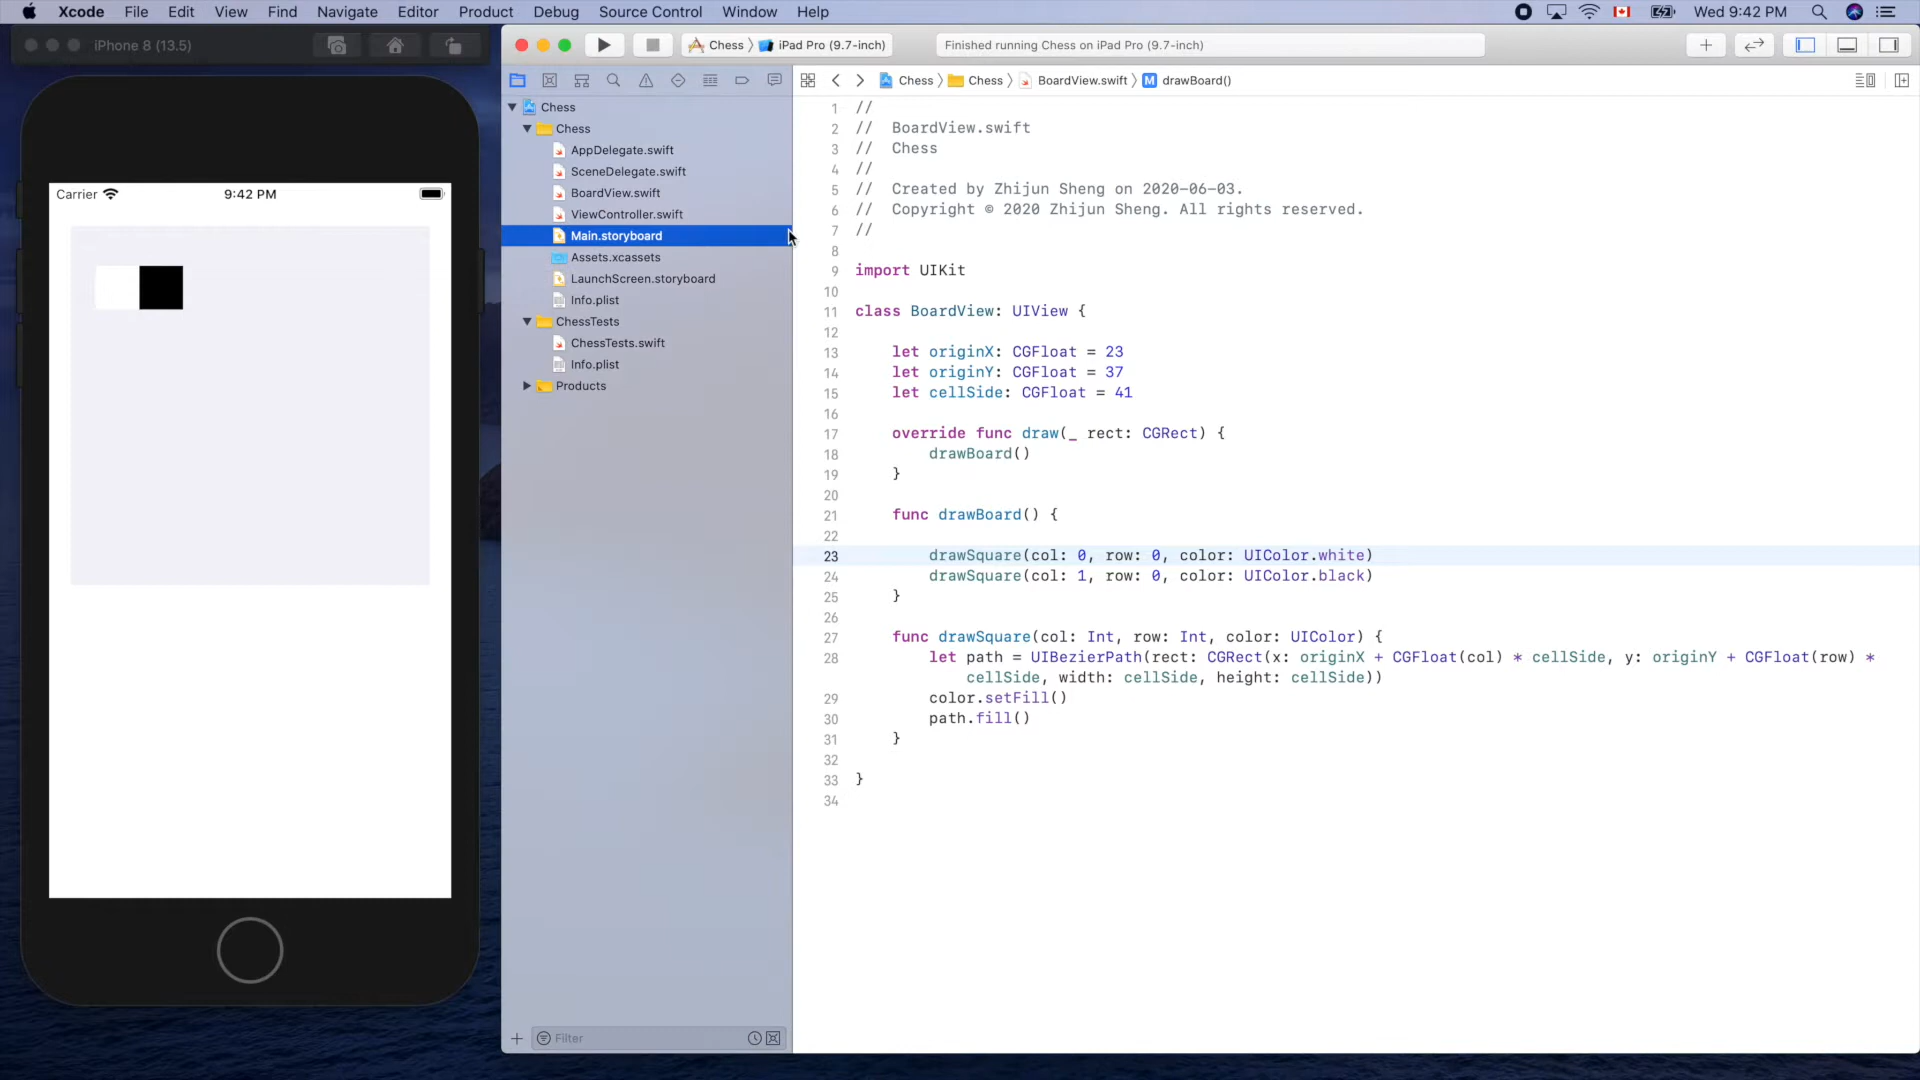 Xcode File Edit View Find Navigate Editor Product Debug Source Control Window Help Wed 9:42 PM
iPhone 8 (13.5)
Carrier 9:42 PM
Chess iPad Pro (9.7-inch) Finished running Chess on iPad Pro (9.7-inch)
Chess
Chess
AppDelegate.swift
SceneDelegate.swift
BoardView.swift
ViewController.swift
Main.storyboard
Assets.xcassets
LaunchScreen.storyboard
Info.plist
ChessTests
ChessTests.swift
Info.plist
Products
Filter
Chess Chess BoardView.swift M drawBoard()
1 //
2 // BoardView.swift
3 // Chess
4 //
5 // Created by Zhijun Sheng on 2020-06-03.
6 // Copyright © 2020 Zhijun Sheng. All rights reserved.
7 //
8
9 import UIKit
10
11 class BoardView: UIView {
12
13 let originX: CGFloat = 23
14 let originY: CGFloat = 37
15 let cellSide: CGFloat = 41
16
17 override func draw(_ rect: CGRect) {
18 drawBoard()
19 }
20
21 func drawBoard() {
22
23 drawSquare(col: 0, row: 0, color: UIColor.white)
24 drawSquare(col: 1, row: 0, color: UIColor.black)
25 }
26
27 func drawSquare(col: Int, row: Int, color: UIColor) {
28 let path = UIBezierPath(rect: CGRect(x: originX + CGFloat(col) * cellSide, y: originY + CGFloat(row) *
cellSide, width: cellSide, height: cellSide))
29 color.setFill()
30 path.fill()
31 }
32
33 }
34